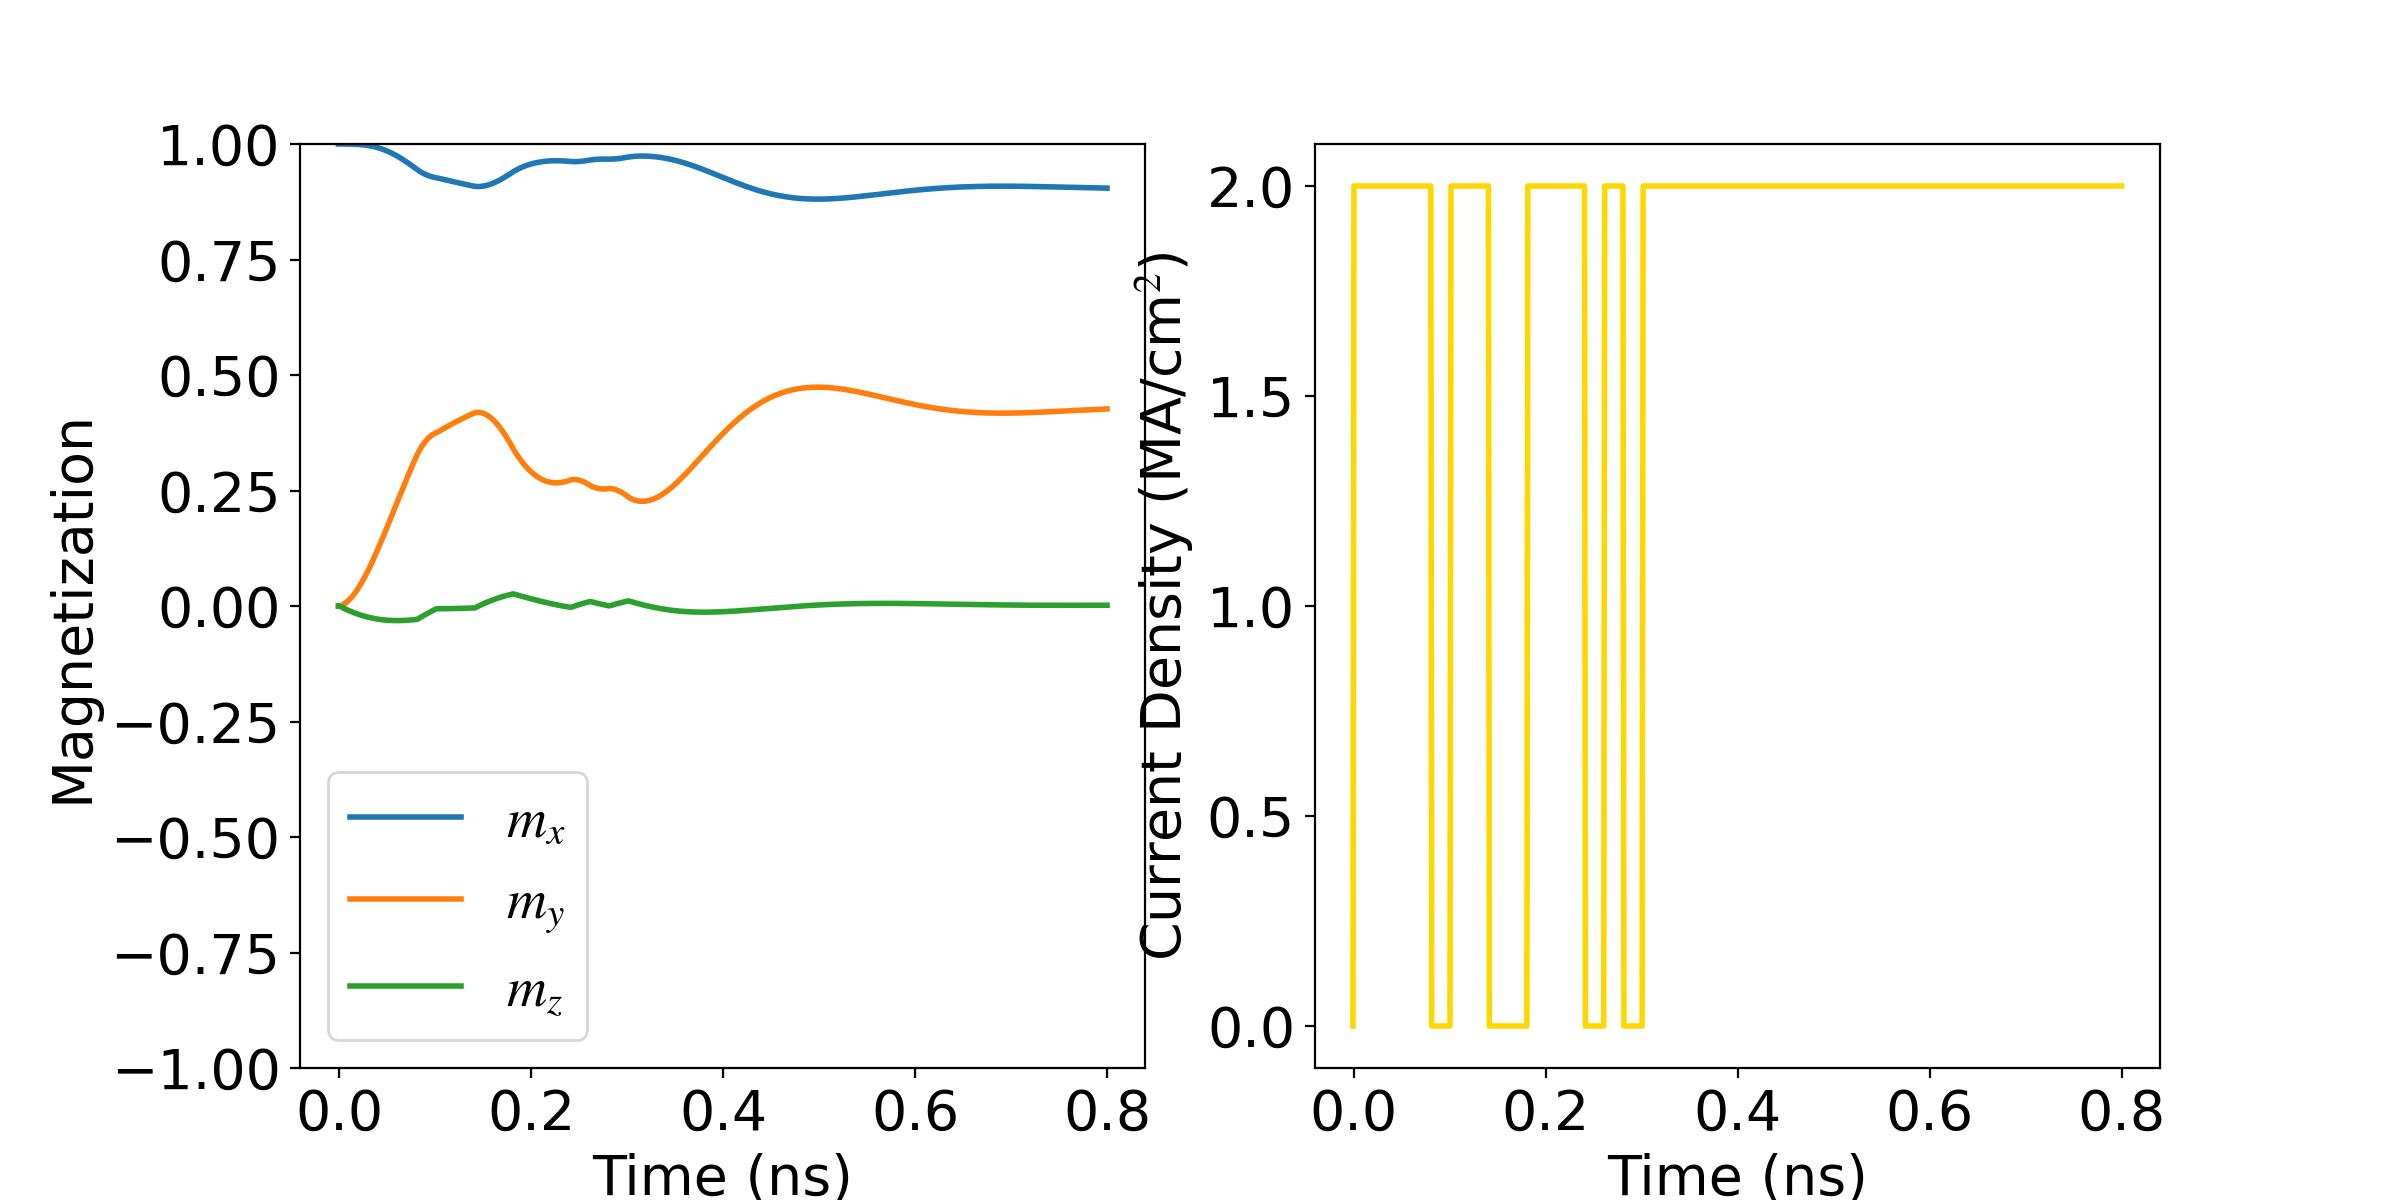 Magnetization
1.00
0.75
0.50
0.25
0.00
−0.25
−0.50
−0.75
−1.00
m_x
m_y
m_z
0.0 0.2 0.4 0.6 0.8
Time (ns)
Current Density (MA/cm²)
2.0
1.5
1.0
0.5
0.0
0.0 0.2 0.4 0.6 0.8
Time (ns)